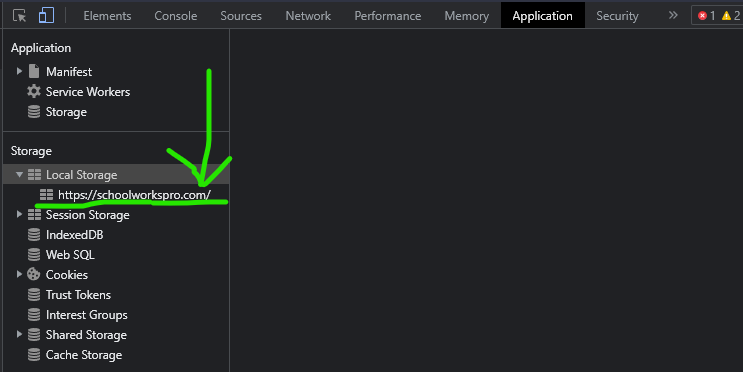 Elements Console Sources Network Performance Memory Application Security » 1 2
Application
Manifest
Service Workers
Storage
Storage
Local Storage
https://schoolworkspro.com/
Session Storage
IndexedDB
Web SQL
Cookies
Trust Tokens
Interest Groups
Shared Storage
Cache Storage